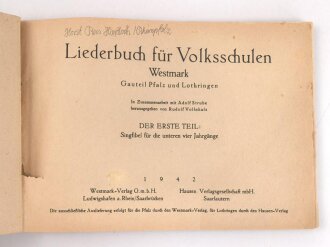 Liederbuch für Volksschulen
Westmark
Gauteil Pfalz und Lothringen
In Zusammenarbeit mit Adolf Strube
herausgegeben von Rudolf Volkholz
DER ERSTE TEIL:
Singfibel für die unteren vier Jahrgänge
1942
Westmark-Verlag G. m. b. H. Hausen Verlagsgesellschaft mbH.
Ludwigshafen a. Rhein/Saarbrücken Saarlautern
Die ausschließliche Auslieferung erfolgt für die Pfalz durch den Westmark-Verlag, für Lothringen durch den Hausen-Verlag